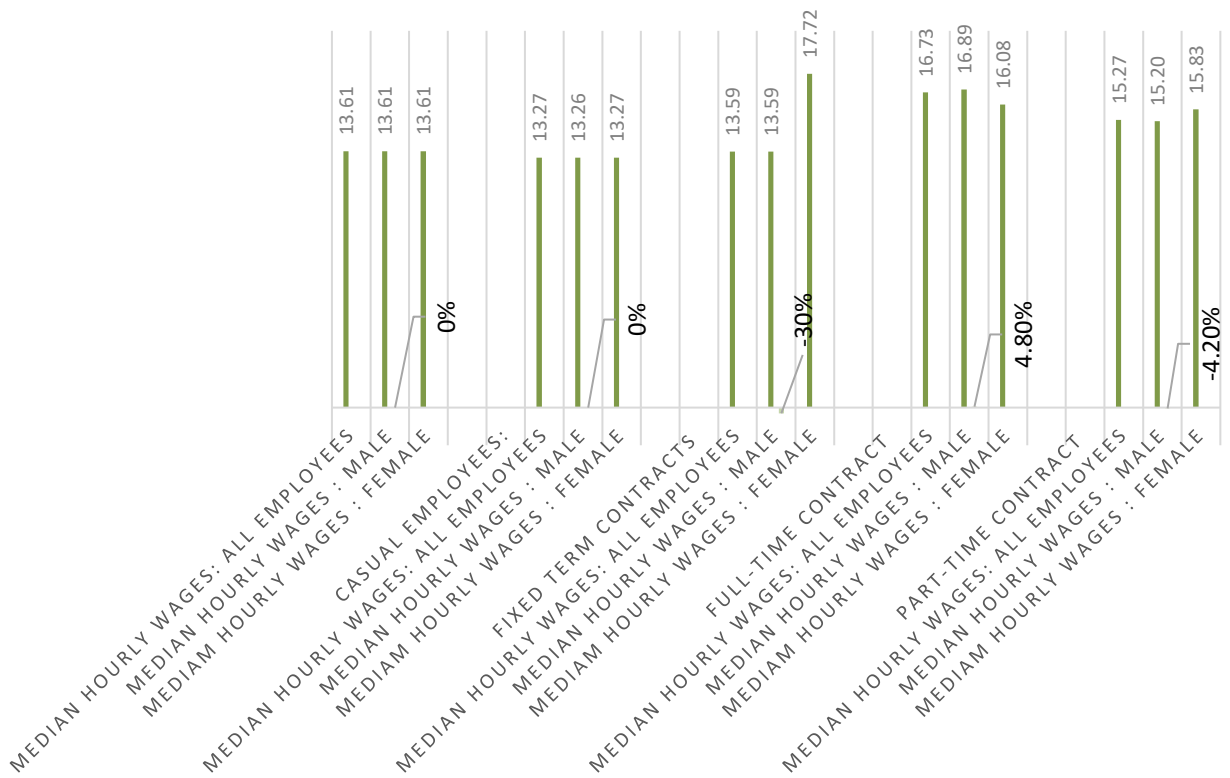 13.61
13.61
13.61
13.27
13.26
13.27
13.59
13.59
17.72
16.73
16.89
16.08
15.27
15.20
15.83
0%
0%
-30%
4.80%
-4.20%
MEDIAN HOURLY WAGES: ALL EMPLOYEES
MEDIAN HOURLY WAGES : MALE
MEDIAM HOURLY WAGES : FEMALE
CASUAL EMPLOYEES:
MEDIAN HOURLY WAGES: ALL EMPLOYEES
MEDIAN HOURLY WAGES : MALE
MEDIAM HOURLY WAGES : FEMALE
FIXED TERM CONTRACTS
MEDIAN HOURLY WAGES: ALL EMPLOYEES
MEDIAN HOURLY WAGES : MALE
MEDIAM HOURLY WAGES : FEMALE
FULL-TIME CONTRACT
MEDIAN HOURLY WAGES: ALL EMPLOYEES
MEDIAN HOURLY WAGES : MALE
MEDIAM HOURLY WAGES : FEMALE
PART-TIME CONTRACT
MEDIAN HOURLY WAGES: ALL EMPLOYEES
MEDIAN HOURLY WAGES : MALE
MEDIAM HOURLY WAGES : FEMALE